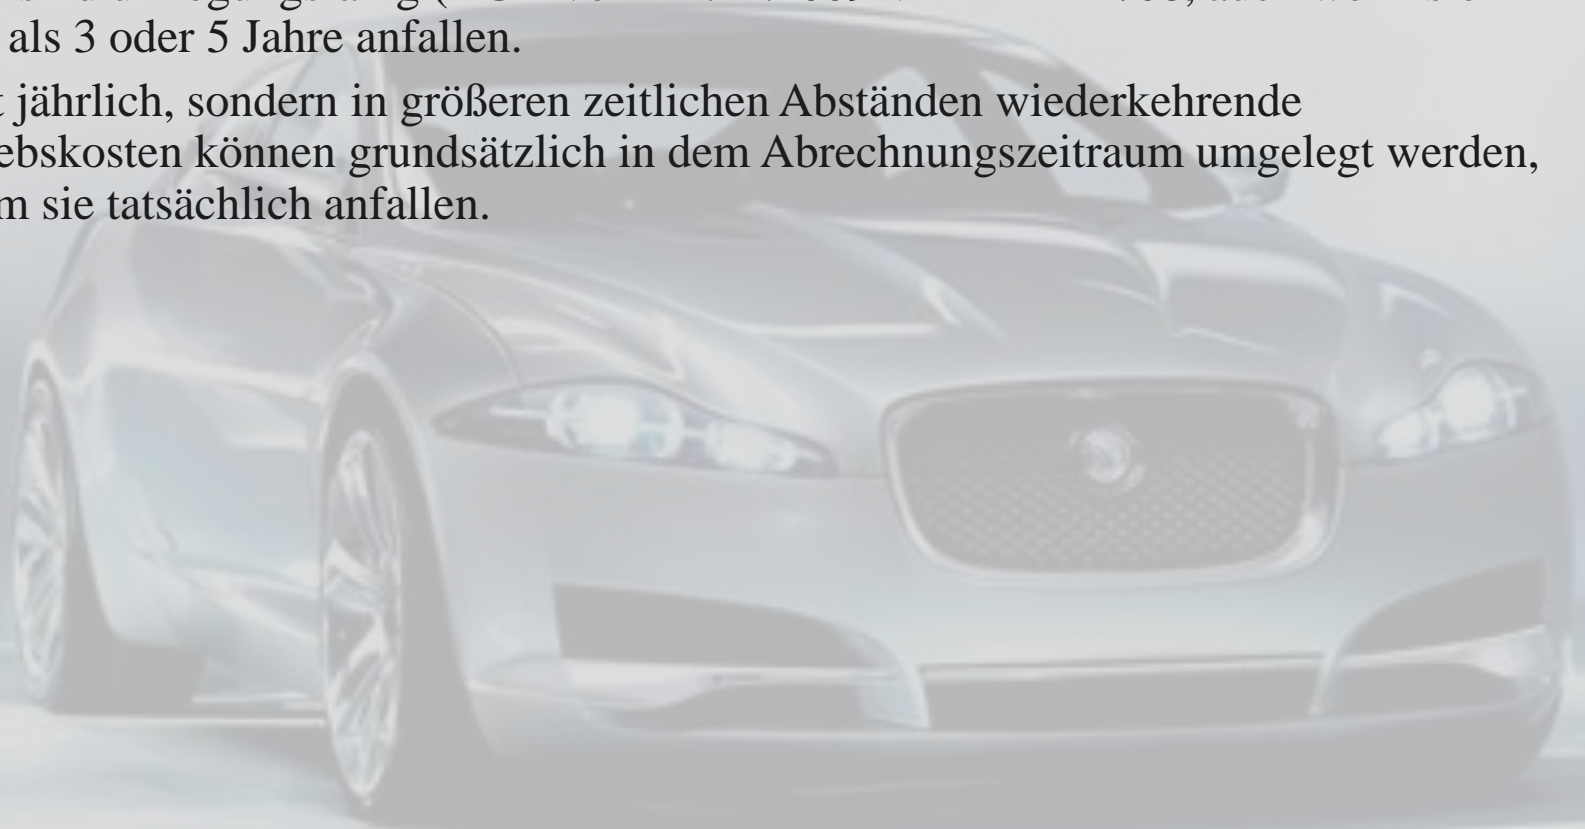 als 3 oder 5 Jahre anfallen.
jährlich, sondern in größeren zeitlichen Abständen wiederkehrende
ebskosten können grundsätzlich in dem Abrechnungszeitraum umgelegt werden,
m sie tatsächlich anfallen.